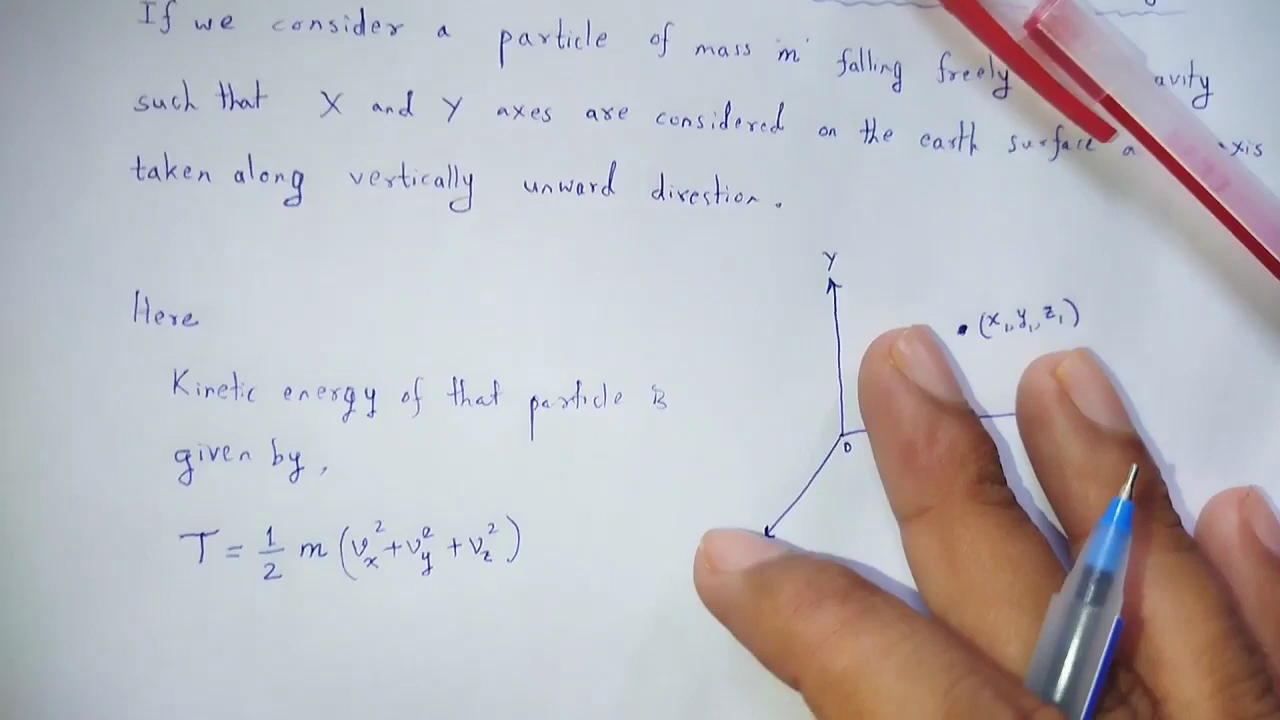 If we consider a particle of mass 'm' falling freely avity
such that X and Y axes are considered on the earth surface a xis
taken along vertically unward direction.
Y
Here
• (x₁, y₁, z₁)
Kinetic energy of that particle is
O
given by,
T = 1/2 m (v_x^2 + v_y^2 + v_z^2)